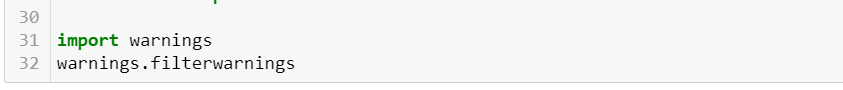 30
31 import warnings
32 warnings.filterwarnings